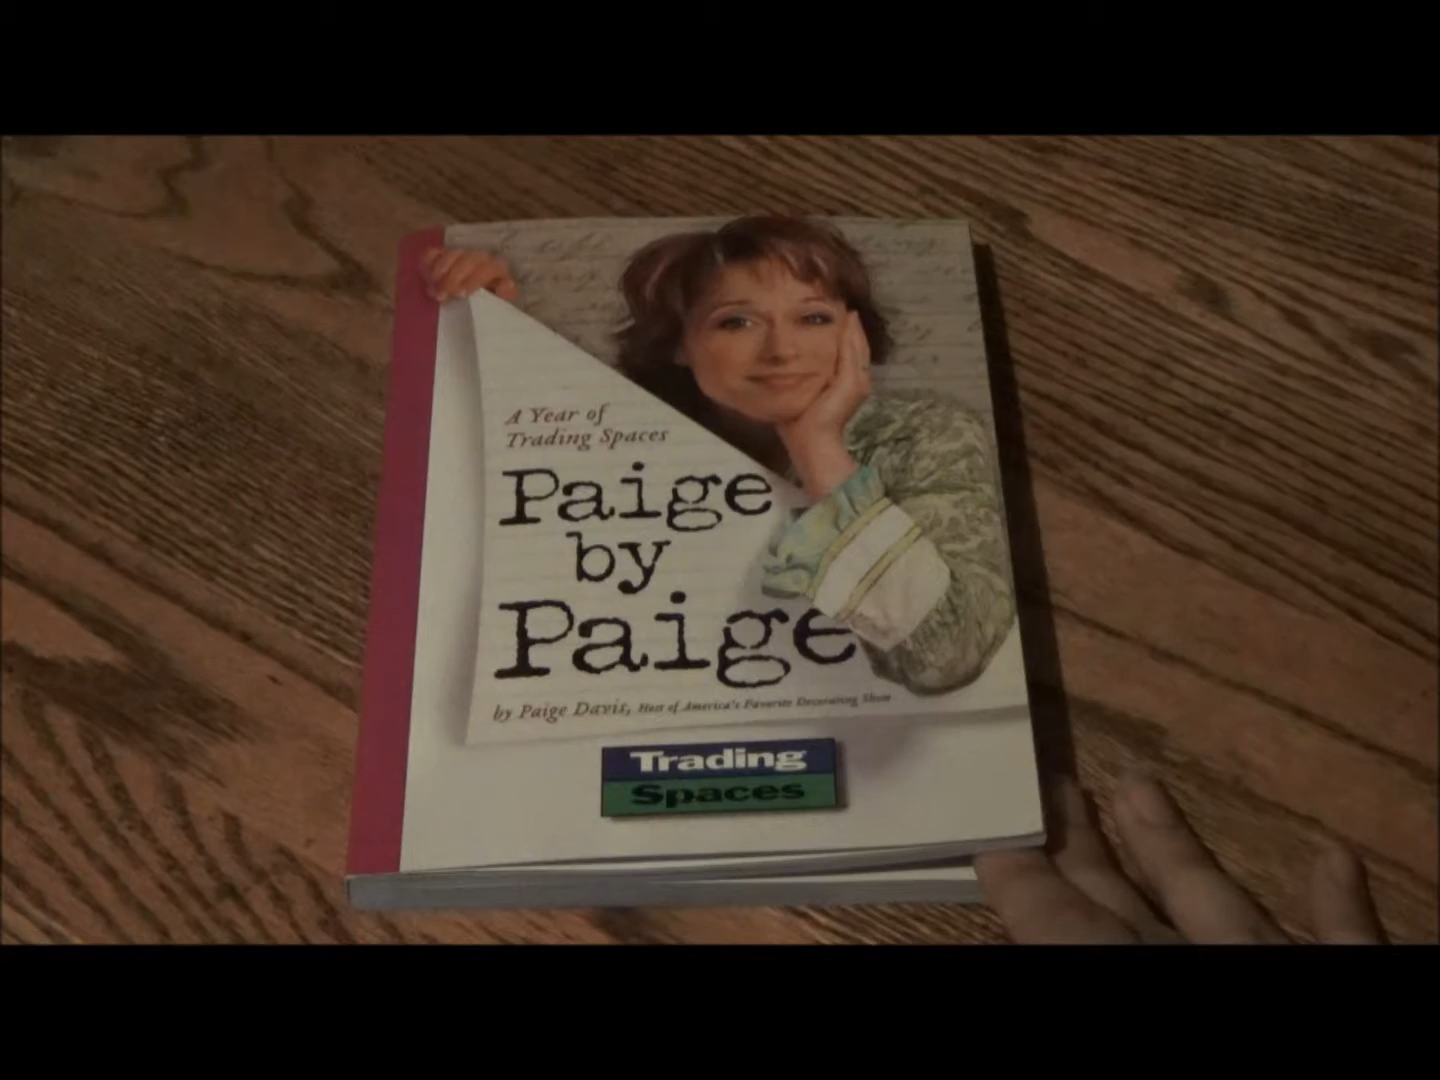 A Year of
Trading Spaces
Paige
by
Paige
by Paige Davis, Host of America's Favorite Decorating Show
Trading
Spaces